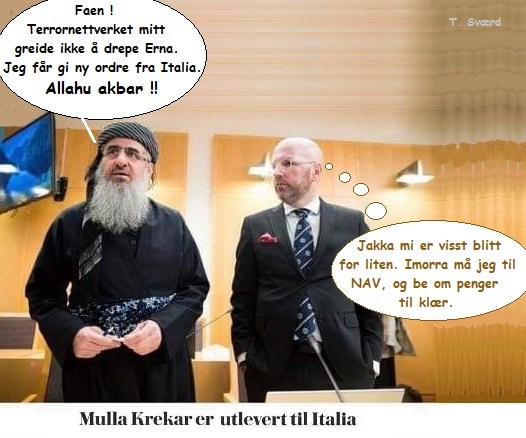 T. Sværd
Faen !
Terrornettverket mitt
greide ikke å drepe Erna.
Jeg får gi ny ordre fra Italia.
Allahu akbar !!
Jakka mi er visst blitt
for liten. Imorra må jeg til
NAV, og be om penger
til klær.
Mulla Krekar er utlevert til Italia